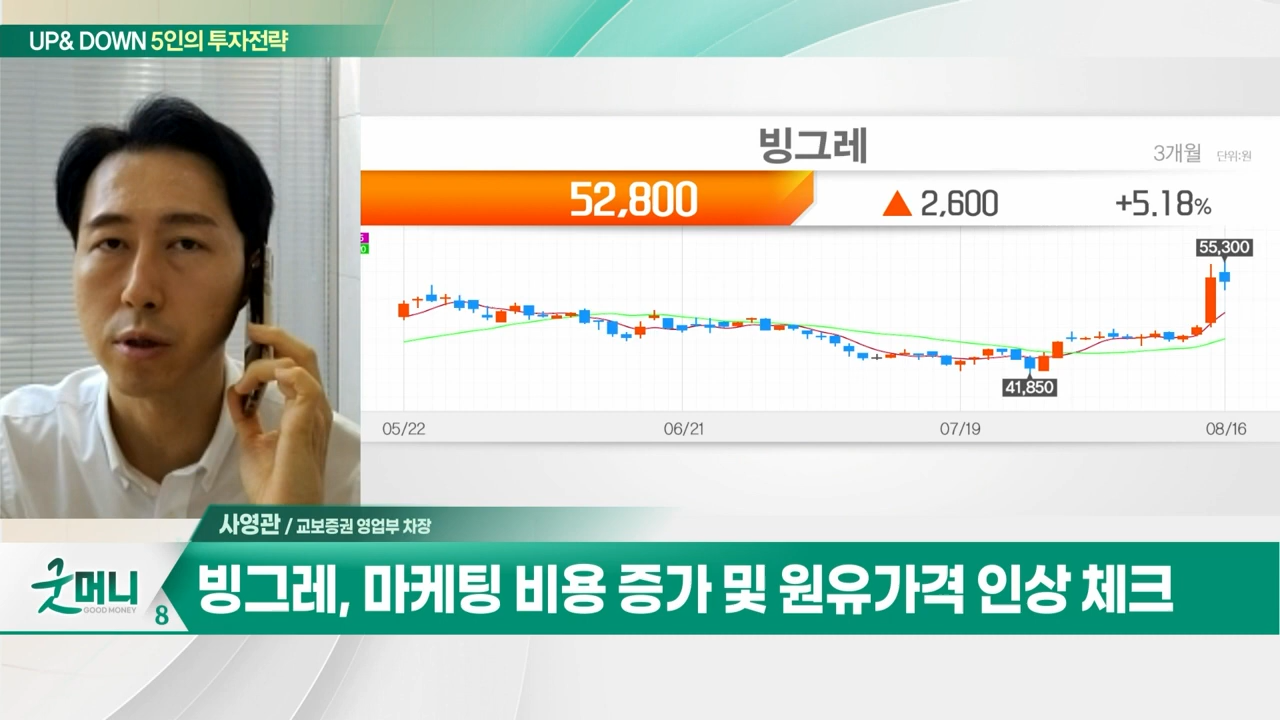 UP& DOWN 5인의 투자전략
빙그레
3개월 단위:원
52,800 ▲ 2,600 +5.18%
55,300
41,850
05/22 06/21 07/19 08/16
사영관 / 교보증권 영업부 차장
굿머니
GOOD MONEY
8
빙그레, 마케팅 비용 증가 및 원유가격 인상 체크